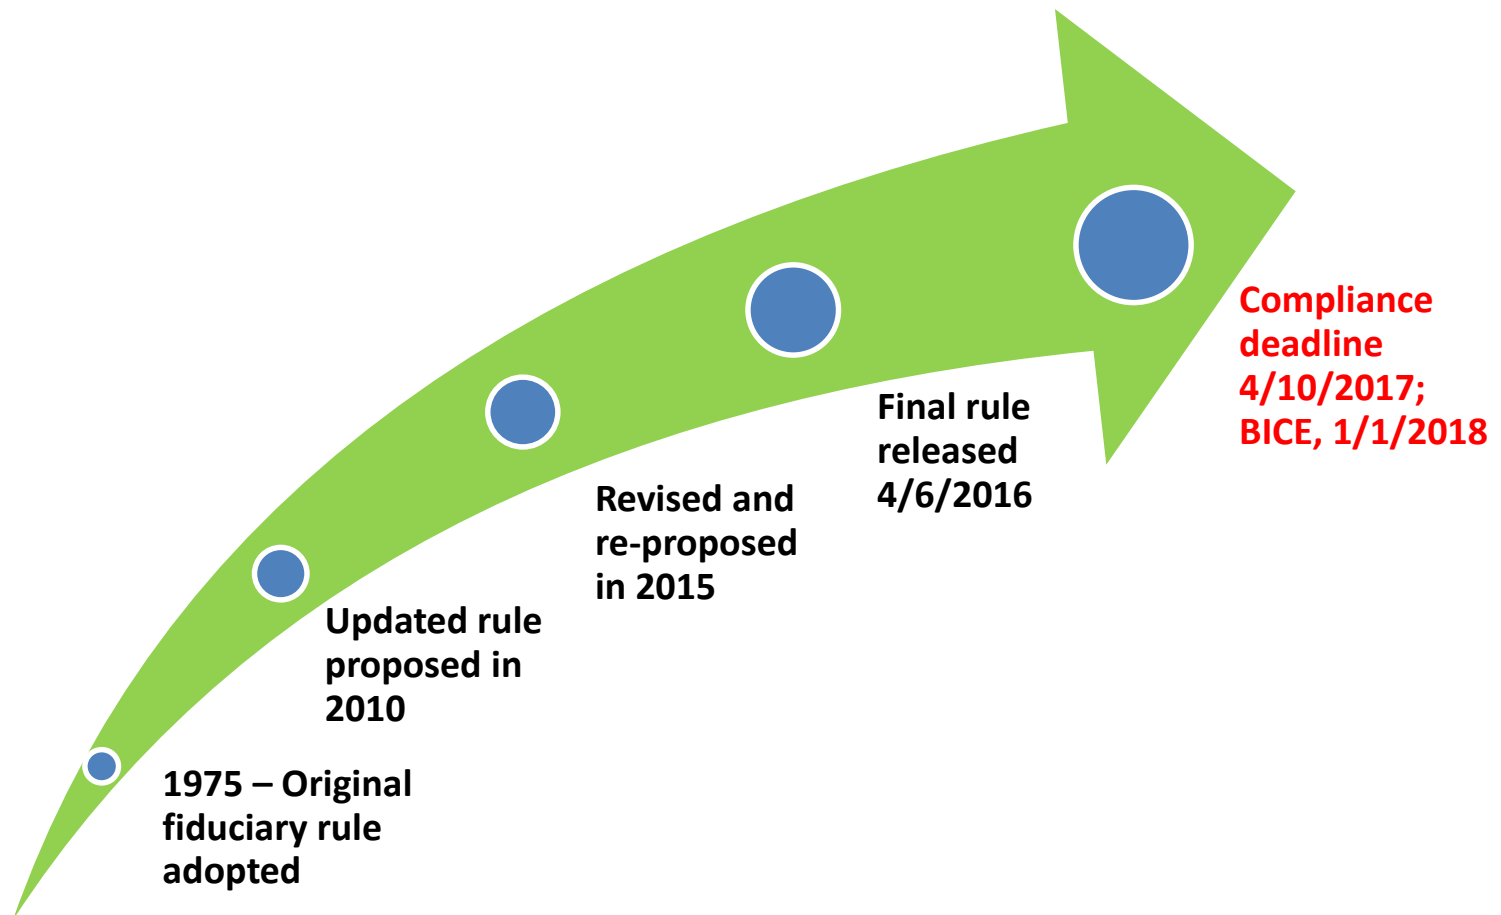 1975 – Original
fiduciary rule
adopted
Updated rule
proposed in
2010
Revised and
re-proposed
in 2015
Final rule
released
4/6/2016
Compliance
deadline
4/10/2017;
BICE, 1/1/2018